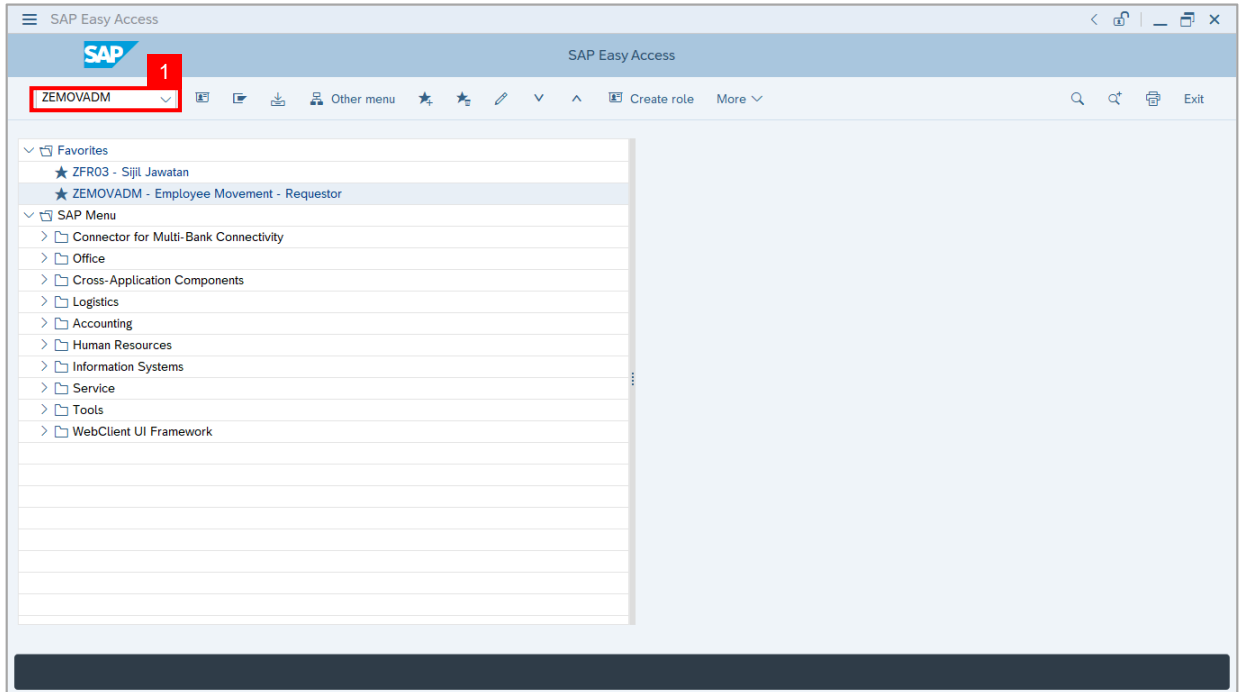 SAP Easy Access
SAP
SAP Easy Access
1
ZEMOVADM
Other menu
Create role
More
Exit
Favorites
ZFR03 - Sijil Jawatan
ZEMOVADM - Employee Movement - Requestor
SAP Menu
Connector for Multi-Bank Connectivity
Office
Cross-Application Components
Logistics
Accounting
Human Resources
Information Systems
Service
Tools
WebClient UI Framework